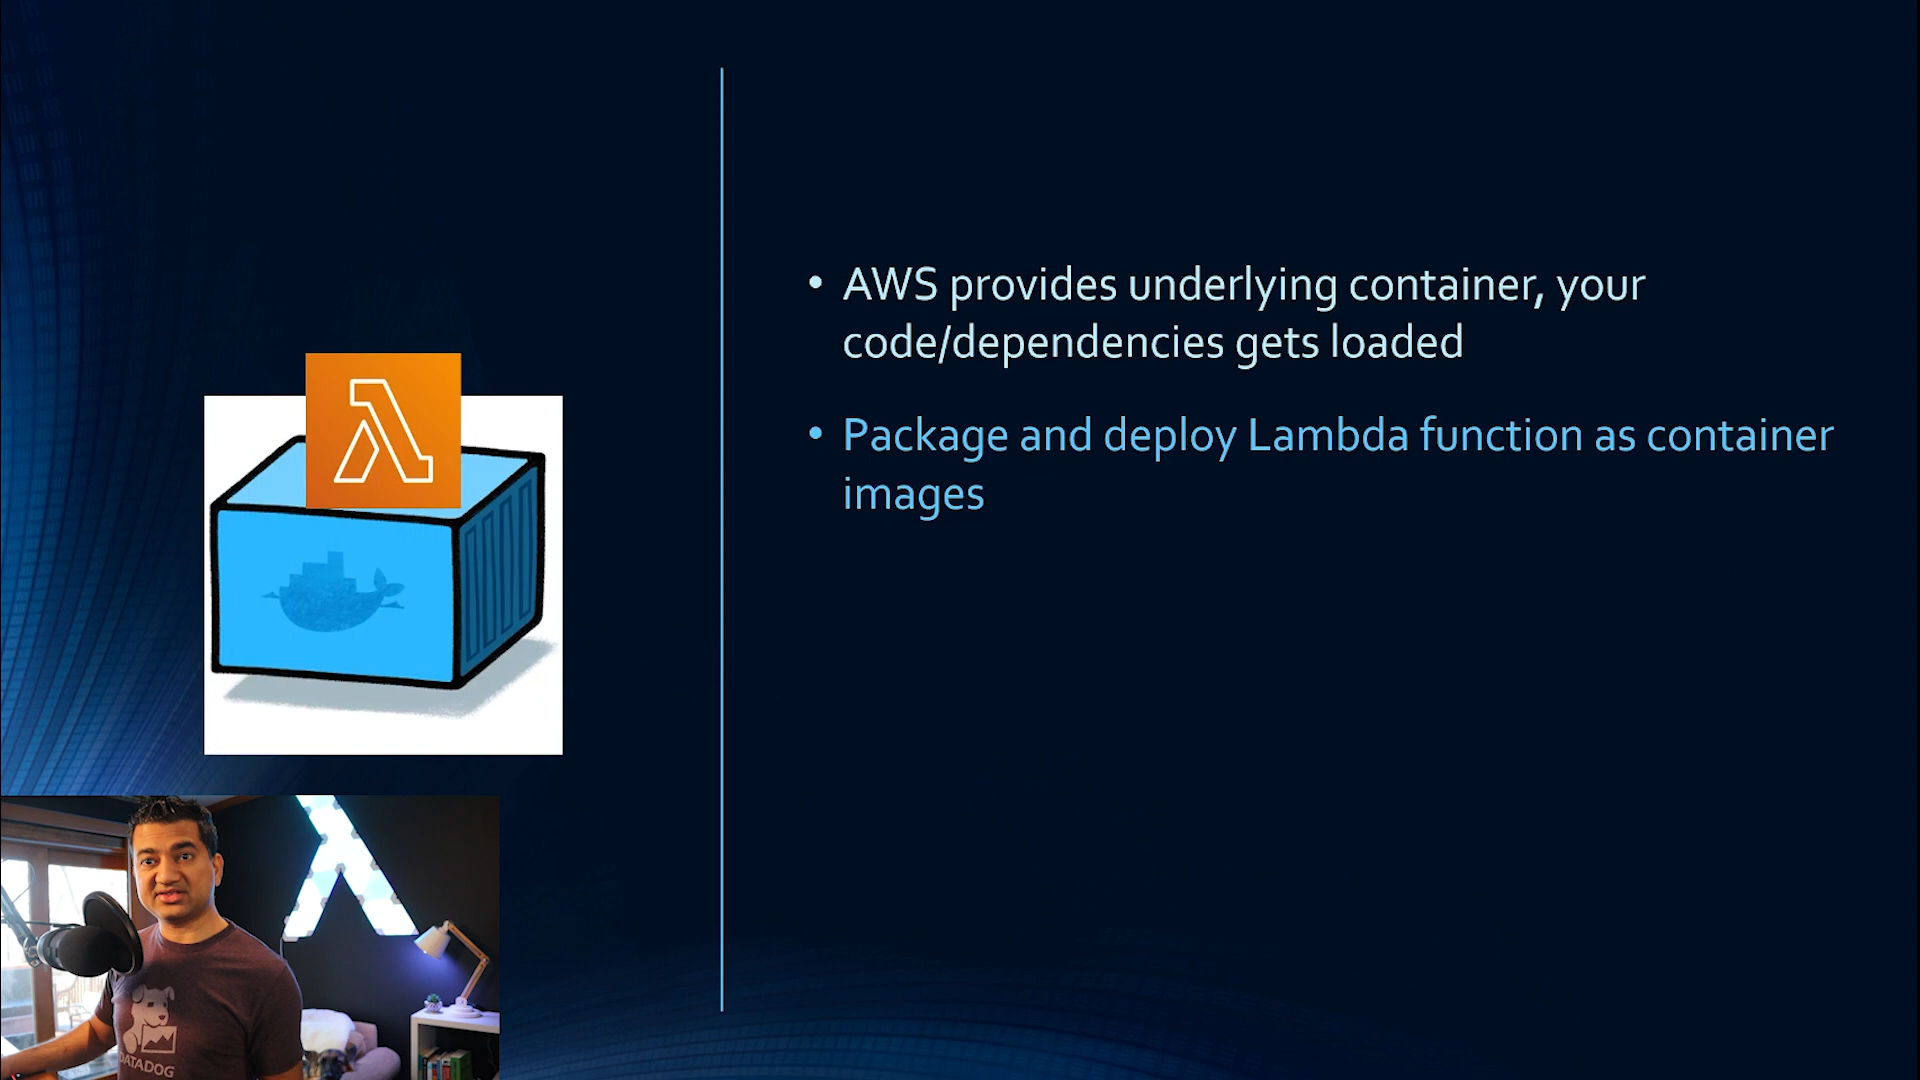 • AWS provides underlying container, your
code/dependencies gets loaded
• Package and deploy Lambda function as container
images
DATADOG